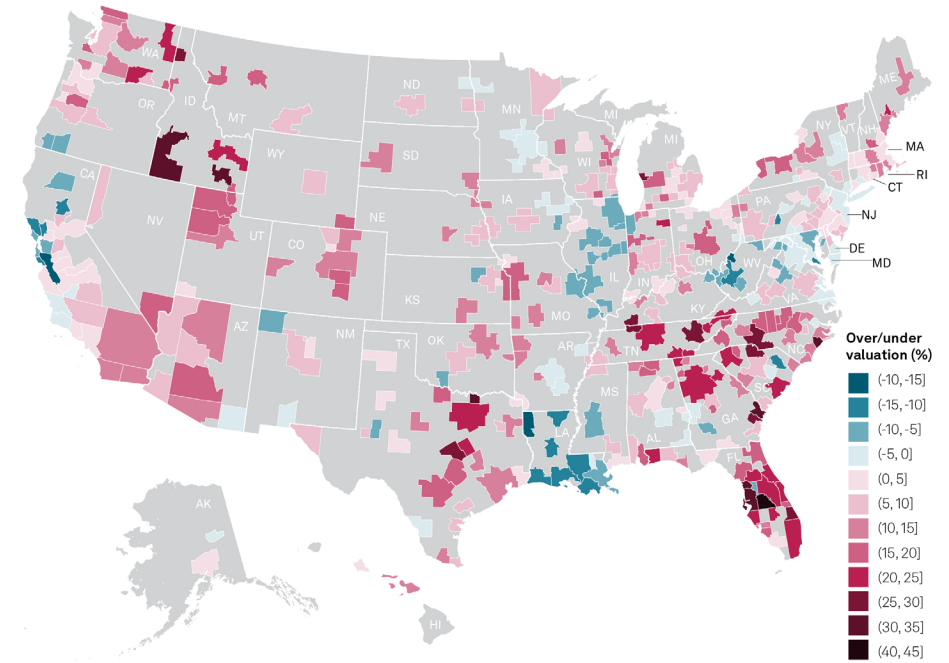 WA
OR
ID
MT
ND
MN
WI
MI
MI
NY
VT
NH
ME
MA
RI
CT
NJ
DE
MD
PA
WV
VA
OH
IN
IL
IA
SD
WY
NE
CA
NV
UT
CO
KS
MO
KY
TN
NC
SC
GA
AL
MS
AR
LA
OK
TX
NM
AZ
FL
AK
HI
Over/under
valuation (%)
(-10, -15]
(-15, -10]
(-10, -5]
(-5, 0]
(0, 5]
(5, 10]
(10, 15]
(15, 20]
(20, 25]
(25, 30]
(30, 35]
(40, 45]